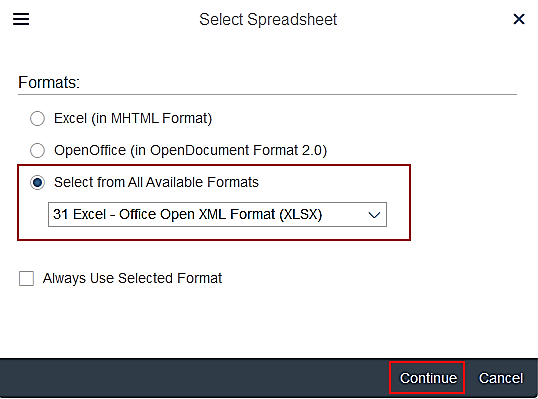 Select Spreadsheet
Formats:
Excel (in MHTML Format)
OpenOffice (in OpenDocument Format 2.0)
Select from All Available Formats
31 Excel - Office Open XML Format (XLSX)
Always Use Selected Format
Continue Cancel